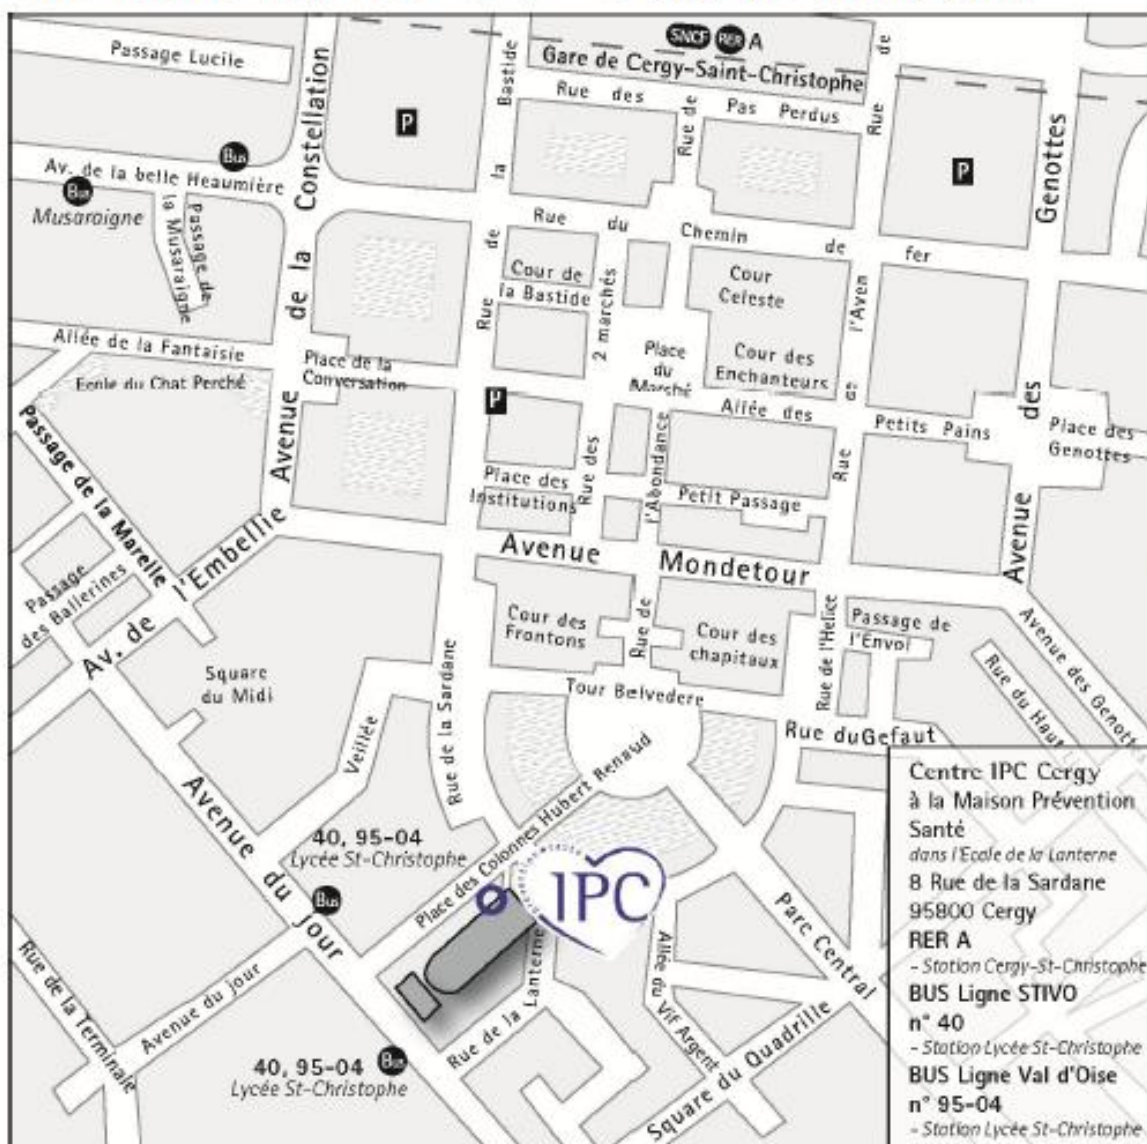 SNCF RER A
Gare de Cergy-Saint-Christophe
Passage Lucile
Avenue de la Constellation
Rue de la Bastide
Rue des Pas Perdus
Rue de
Rue de l'Aven
Rue de
Avenue des Genottes
P
P
Bus
Av. de la belle Heaumière
Bus
Musaraigne
Passage de
la Musaraigne
Rue du Chemin de fer
Cour de
la Bastide
Rue des 2 marchés
Cour
Celeste
Place
du
Marché
Cour des
Enchanteurs
Allée de la Fantaisie
Place de la
Conversation
Ecole du Chat Perché
P
Allée des Petits Pains
Place des
Genottes
Passage de la Marelle
Place des
Institutions
l'Abondance
Petit Passage
Avenue Mondetour
Av. de l'Embellie
Passage
des Ballerines
Cour des
Frontons
Rue de
Cour des
chapitaux
Rue de l'Helice
Passage de
l'Envol
Avenue des Genottes
Rue du Haut
Square
du Midi
Rue de la Sardane
Tour Belvedere
Rue duGefaut
Veillée
Avenue du Jour
40, 95-04
Lycée St-Christophe
Bus
Place des Colonnes Hubert Renaud
IPC
Parc Central
Rue de la Terminale
Avenue du Jour
Rue de la Lanterne
Allée du Vif Argent
Square du Quadrille
40, 95-04
Lycée St-Christophe
Bus
Centre IPC Cergy
à la Maison Prévention
Santé
dans l'Ecole de la Lanterne
8 Rue de la Sardane
95800 Cergy
RER A
- Station Cergy-St-Christophe
BUS Ligne STIVO
n° 40
- Station Lycée St-Christophe
BUS Ligne Val d'Oise
n° 95-04
- Station Lycée St-Christophe